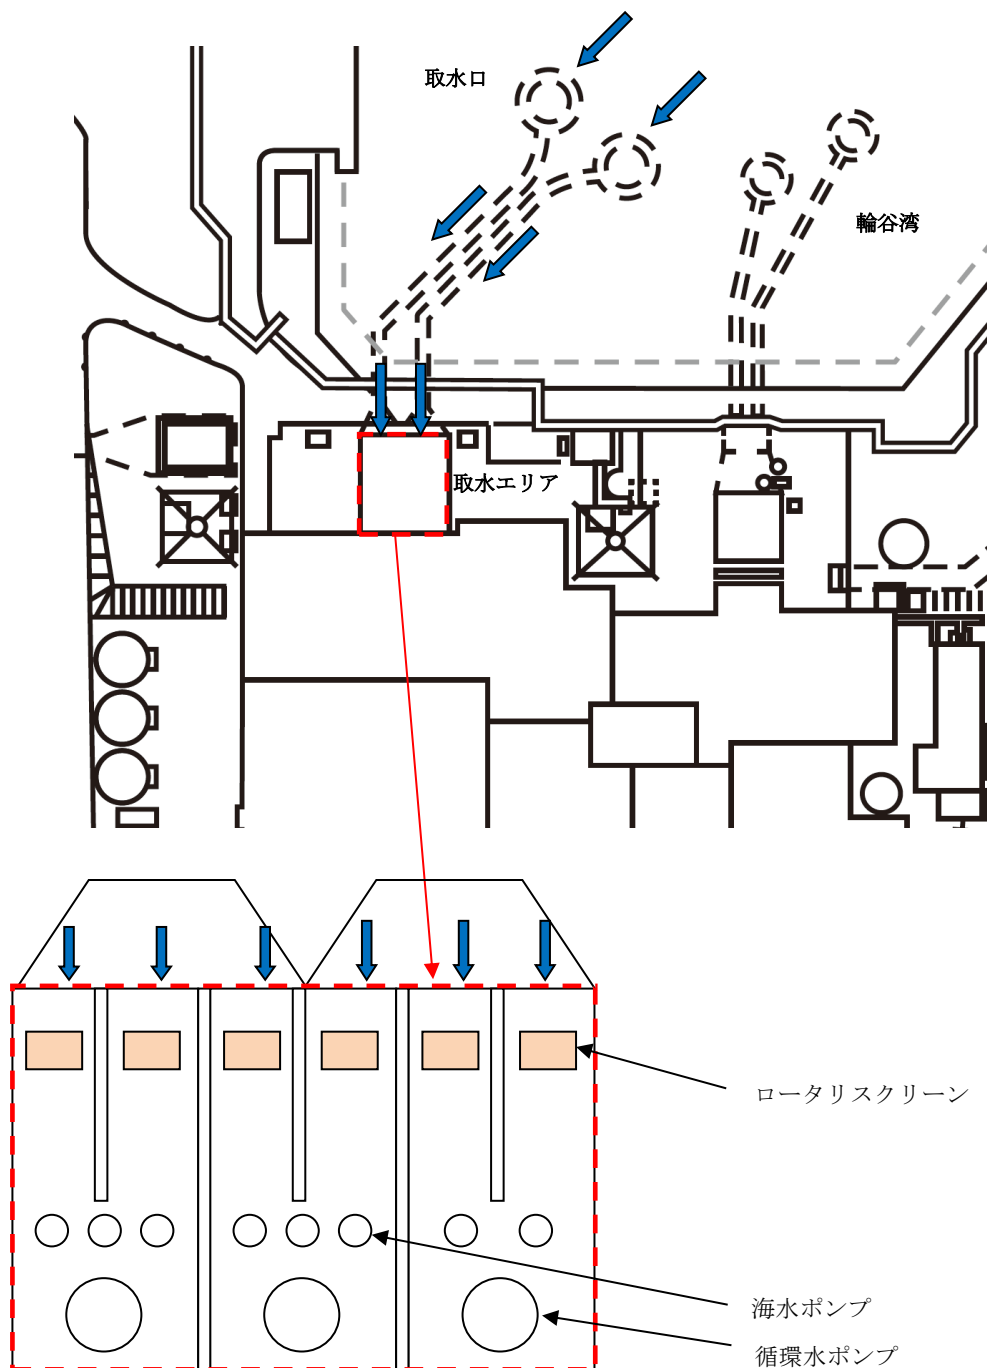 取水口
輪谷湾
取水エリア
ロータリスクリーン
海水ポンプ
循環水ポンプ